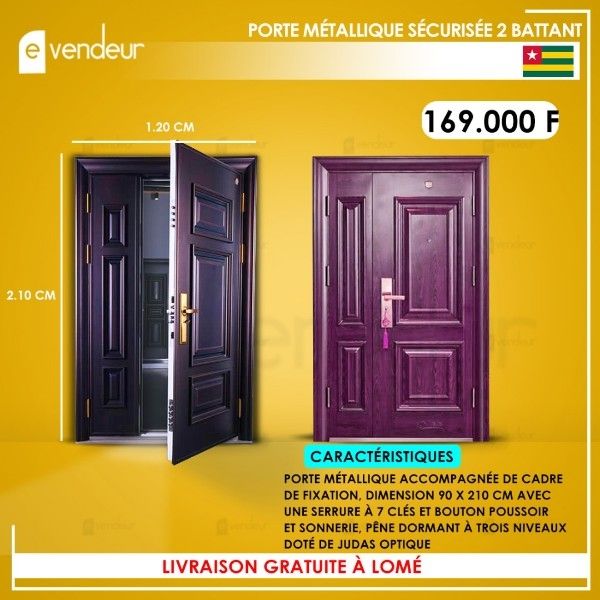 e vendeur
PORTE MÉTALLIQUE SÉCURISÉE 2 BATTANT
169.000 F
1.20 CM
2.10 CM
CARACTÉRISTIQUES
PORTE MÉTALLIQUE ACCOMPAGNÉE DE CADRE
DE FIXATION, DIMENSION 90 X 210 CM AVEC
UNE SERRURE À 7 CLÉS ET BOUTON POUSSOIR
ET SONNERIE, PÊNE DORMANT À TROIS NIVEAUX
DOTÉ DE JUDAS OPTIQUE
LIVRAISON GRATUITE À LOMÉ